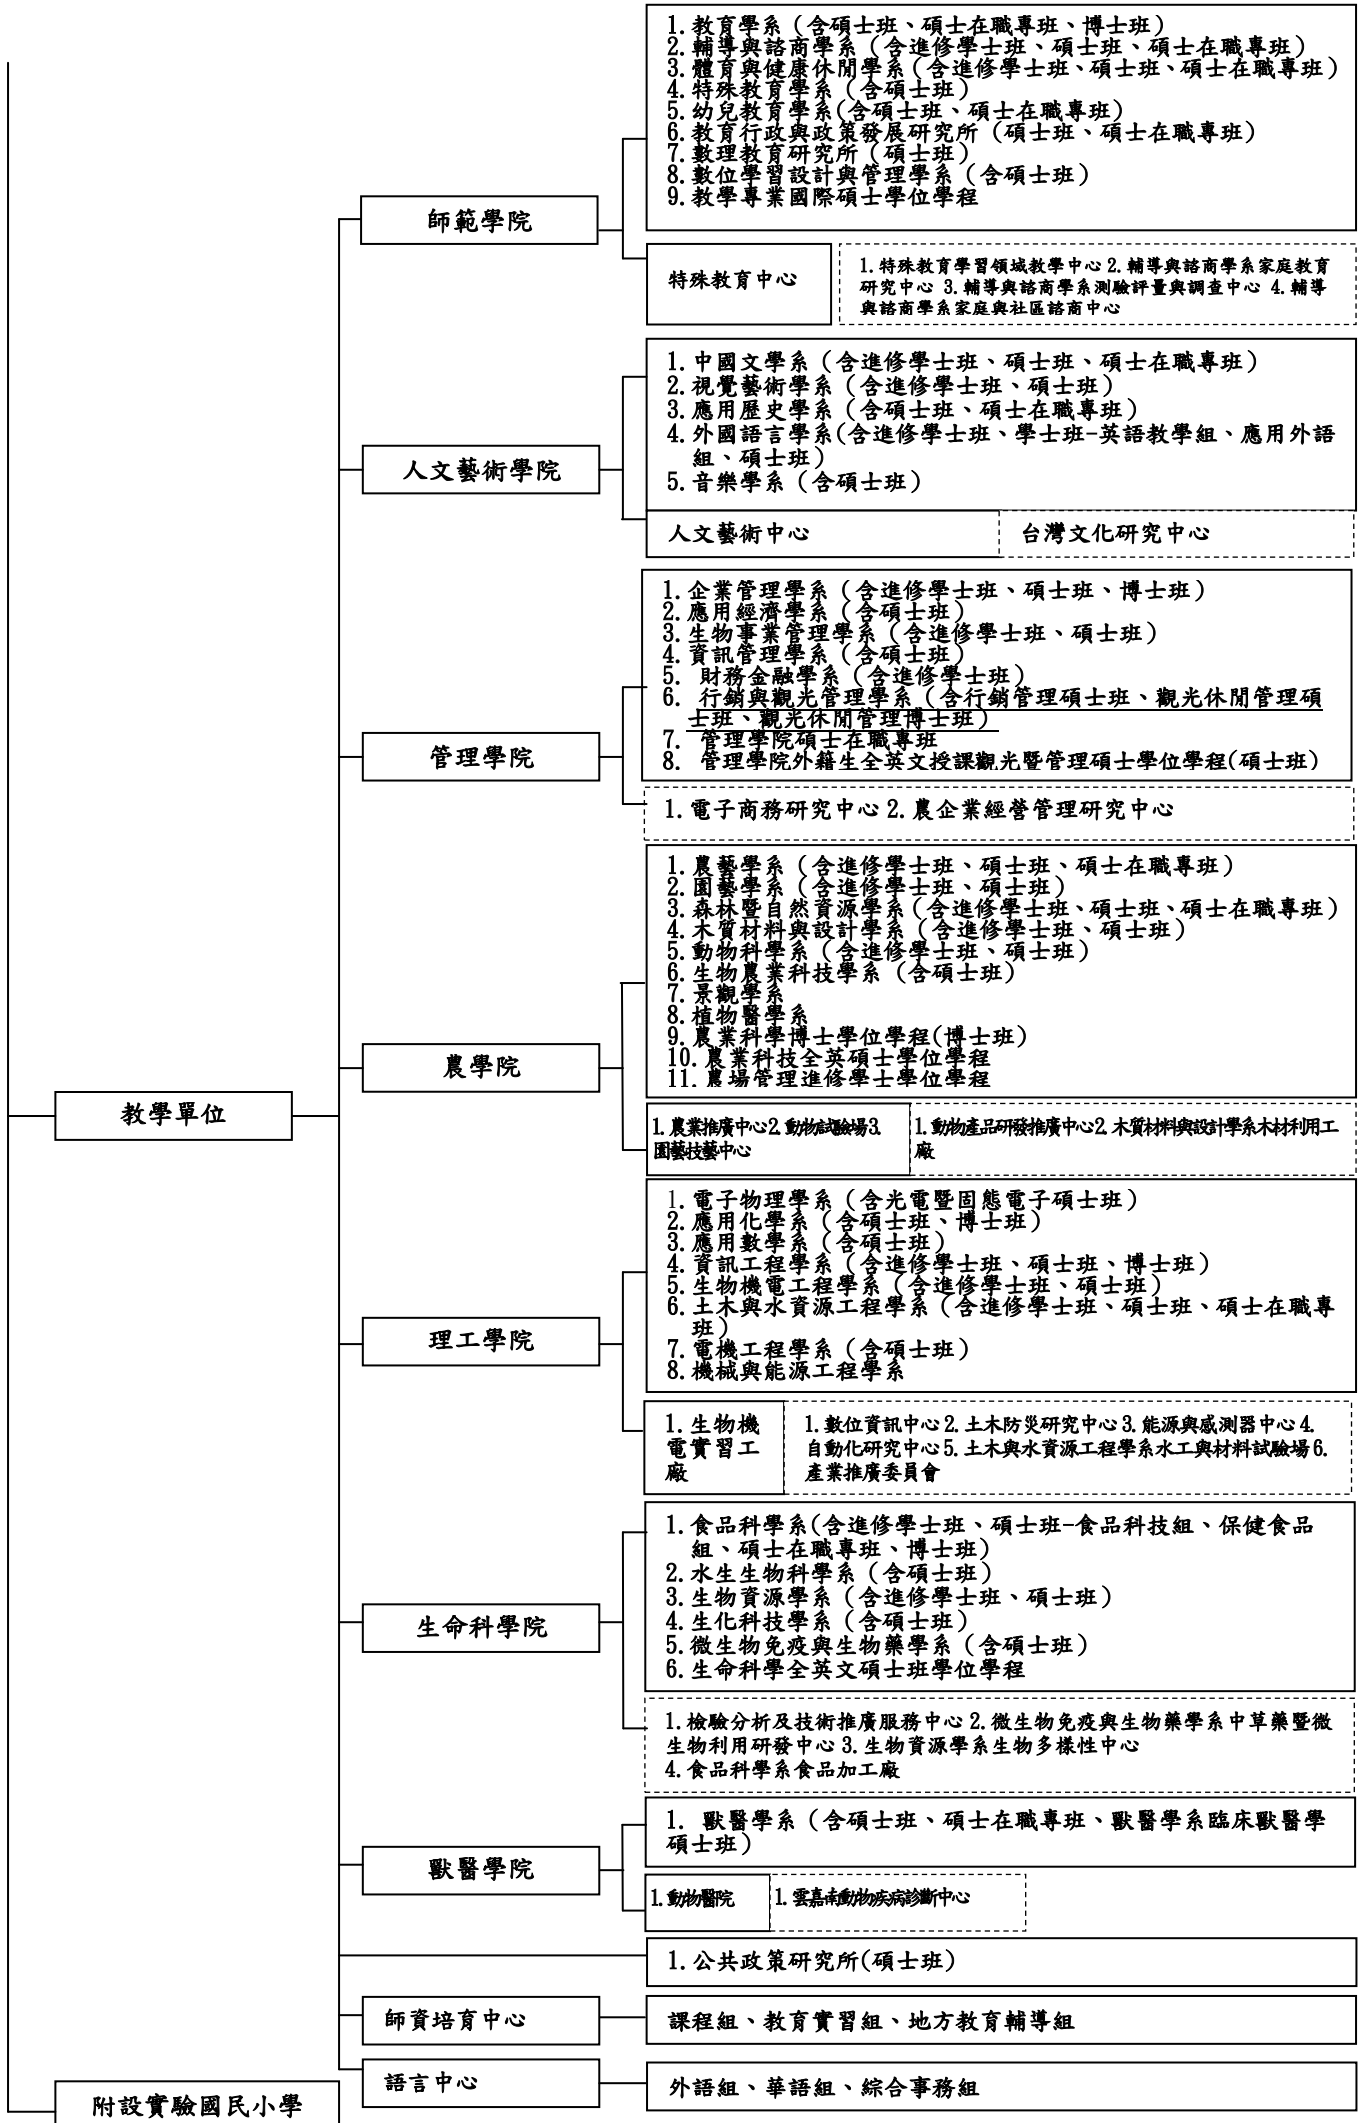 1.教育學系（含碩士班、碩士在職專班、博士班）
2.輔導與諮商學系（含進修學士班、碩士班、碩士在職專班）
3.體育與健康休閒學系（含進修學士班、碩士班、碩士在職專班）
4.特殊教育學系（含碩士班）
5.幼兒教育學系(含碩士班、碩士在職專班）
6.教育行政與政策發展研究所（碩士班、碩士在職專班）
7.數理教育研究所（碩士班）
8.數位學習設計與管理學系（含碩士班）
9.教學專業國際碩士學位學程
師範學院
特殊教育中心
1.特殊教育學習領域教學中心 2.輔導與諮商學系家庭教育
研究中心 3.輔導與諮商學系測驗評量與調查中心 4.輔導
與諮商學系家庭與社區諮商中心
1.中國文學系（含進修學士班、碩士班、碩士在職專班）
2.視覺藝術學系（含進修學士班、碩士班）
3.應用歷史學系（含碩士班、碩士在職專班）
4.外國語言學系(含進修學士班、學士班-英語教學組、應用外語
組、碩士班）
5.音樂學系（含碩士班）
人文藝術學院
人文藝術中心
台灣文化研究中心
1.企業管理學系（含進修學士班、碩士班、博士班）
2.應用經濟學系（含碩士班）
3.生物事業管理學系（含進修學士班、碩士班）
4.資訊管理學系（含碩士班）
5. 財務金融學系（含進修學士班）
6. 行銷與觀光管理學系（含行銷管理碩士班、觀光休閒管理碩
士班、觀光休閒管理博士班）
7. 管理學院碩士在職專班
8. 管理學院外籍生全英文授課觀光暨管理碩士學位學程(碩士班)
管理學院
1.電子商務研究中心 2.農企業經營管理研究中心
1.農藝學系（含進修學士班、碩士班、碩士在職專班）
2.園藝學系（含進修學士班、碩士班）
3.森林暨自然資源學系（含進修學士班、碩士班、碩士在職專班）
4.木質材料與設計學系（含進修學士班、碩士班）
5.動物科學系（含進修學士班、碩士班）
6.生物農業科技學系（含碩士班）
7.景觀學系
8.植物醫學系
9.農業科學博士學位學程(博士班)
10.農業科技全英碩士學位學程
11.農場管理進修學士學位學程
農學院
教學單位
1.農業推廣中心2.動物試驗場3.
園藝技藝中心
1.動物產品研發推廣中心2.木質材料與設計學系木材利用工
廠
1.電子物理學系（含光電暨固態電子碩士班）
2.應用化學系（含碩士班、博士班）
3.應用數學系（含碩士班）
4.資訊工程學系（含進修學士班、碩士班、博士班）
5.生物機電工程學系（含進修學士班、碩士班）
6.土木與水資源工程學系（含進修學士班、碩士班、碩士在職專
班）
7.電機工程學系（含碩士班）
8.機械與能源工程學系
理工學院
1.生物機
電實習工
廠
1.數位資訊中心2.土木防災研究中心3.能源與感測器中心4.
自動化研究中心5.土木與水資源工程學系水工與材料試驗場6.
產業推廣委員會
1.食品科學系(含進修學士班、碩士班-食品科技組、保健食品
組、碩士在職專班、博士班）
2.水生生物科學系（含碩士班）
3.生物資源學系（含進修學士班、碩士班）
4.生化科技學系（含碩士班）
5.微生物免疫與生物藥學系（含碩士班）
6.生命科學全英文碩士班學位學程
生命科學院
1.檢驗分析及技術推廣服務中心 2.微生物免疫與生物藥學系中草藥暨微
生物利用研發中心 3.生物資源學系生物多樣性中心
4.食品科學系食品加工廠
1. 獸醫學系（含碩士班、碩士在職專班、獸醫學系臨床獸醫學
碩士班）
獸醫學院
1.動物醫院
1.雲嘉南動物疾病診斷中心
1.公共政策研究所(碩士班)
師資培育中心
課程組、教育實習組、地方教育輔導組
語言中心
外語組、華語組、綜合事務組
附設實驗國民小學